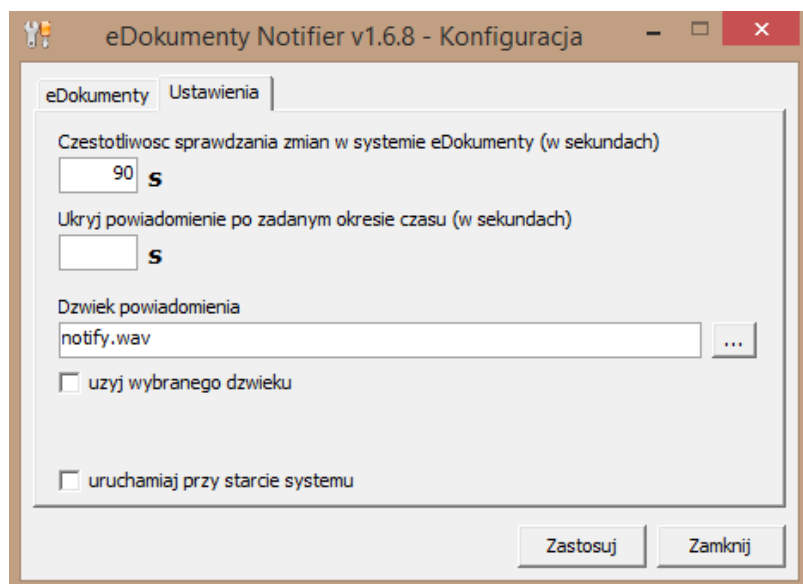 eDokumenty Notifier v1.6.8 - Konfiguracja
eDokumenty Ustawienia
Czestotliwosc sprawdzania zmian w systemie eDokumenty (w sekundach)
90 s
Ukryj powiadomienie po zadanym okresie czasu (w sekundach)
s
Dzwiek powiadomienia
notify.wav ...
uzyj wybranego dzwieku
uruchamiaj przy starcie systemu
Zastosuj Zamknij